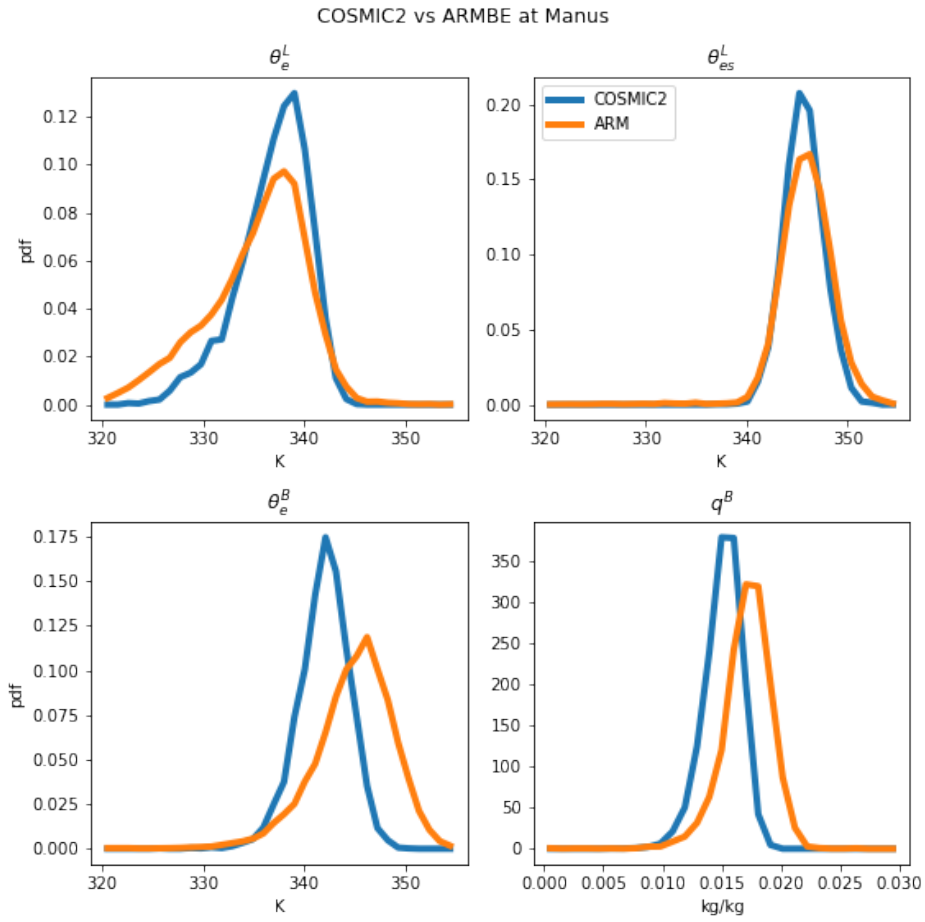 COSMIC2 vs ARMBE at Manus
θ_e^L
θ_es^L
0.12
0.10
0.08
0.06
0.04
0.02
0.00
pdf
320 330 340 350
K
COSMIC2
ARM
0.20
0.15
0.10
0.05
0.00
320 330 340 350
K
θ_e^B
q^B
0.175
0.150
0.125
0.100
0.075
0.050
0.025
0.000
pdf
320 330 340 350
K
350
300
250
200
150
100
50
0
0.000 0.005 0.010 0.015 0.020 0.025 0.030
kg/kg